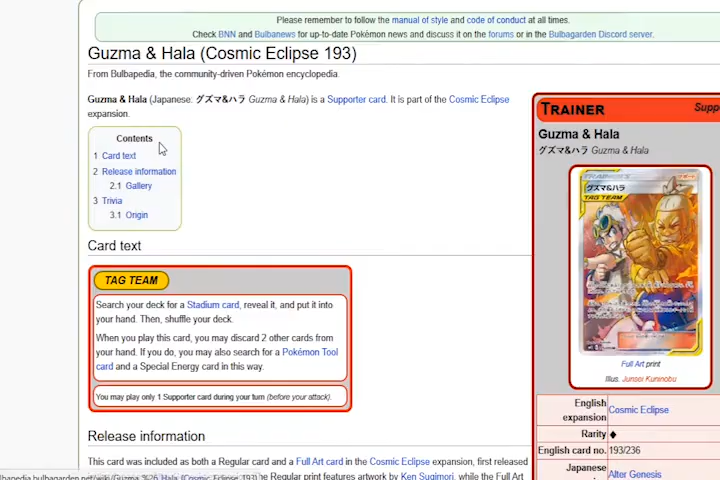 Please remember to follow the manual of style and code of conduct at all times.
Check BNN and Bulbanews for up-to-date Pokémon news and discuss it on the forums or in the Bulbagarden Discord server.
Guzma & Hala (Cosmic Eclipse 193)
From Bulbapedia, the community-driven Pokémon encyclopedia.
Guzma & Hala (Japanese: グズマ&ハラ Guzma & Hala) is a Supporter card. It is part of the Cosmic Eclipse
expansion.
Contents
1 Card text
2 Release information
2.1 Gallery
3 Trivia
3.1 Origin
Card text
TAG TEAM
Search your deck for a Stadium card, reveal it, and put it into
your hand. Then, shuffle your deck.
When you play this card, you may discard 2 other cards from
your hand. If you do, you may also search for a Pokémon Tool
card and a Special Energy card in this way.
You may play only 1 Supporter card during your turn (before your attack).
Release information
This card was included as both a Regular card and a Full Art card in the Cosmic Eclipse expansion, first released
the Regular print features artwork by Ken Sugimori, while the Full Art
TRAINER
Supp
Guzma & Hala
グズマ&ハラ Guzma & Hala
TRAINERS
サポート
グズマ&ハラ
TAG TEAM
Full Art print
Illus. Junsei Kuninobu
English
expansion
Cosmic Eclipse
Rarity ◆
English card no. 193/236
Japanese
Alter Genesis